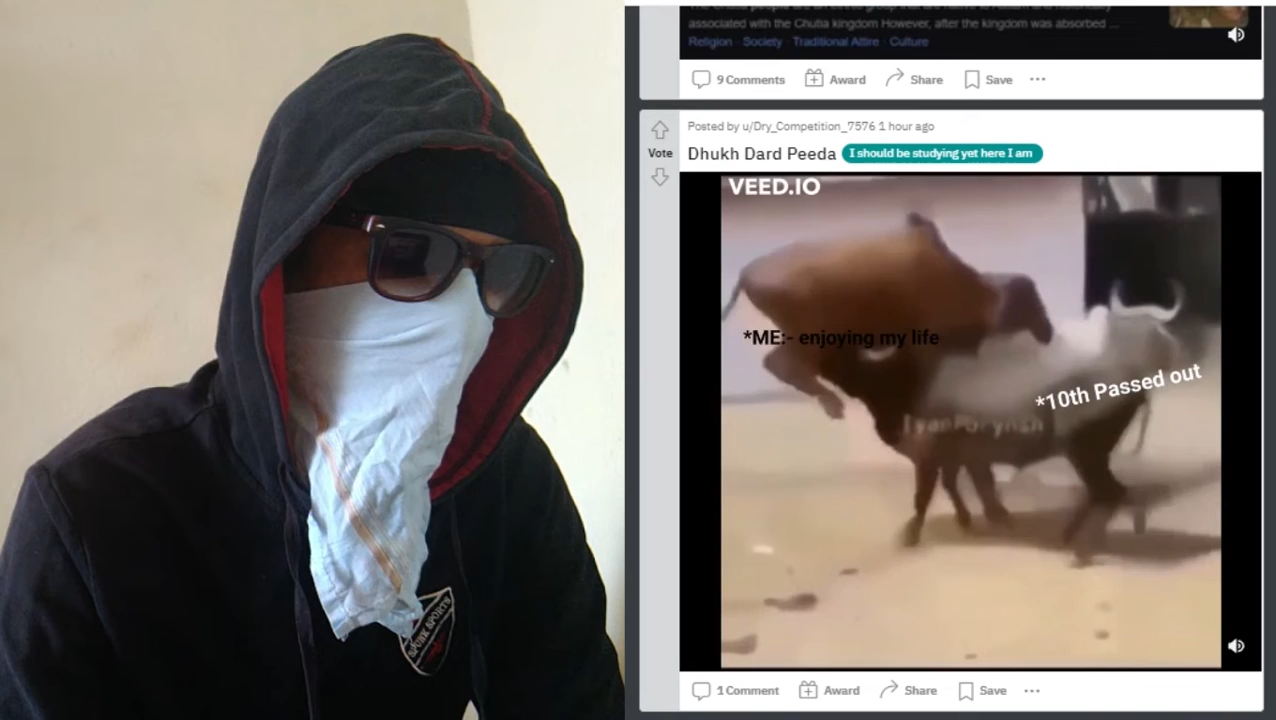 associated with the Chutia kingdom However, after the kingdom was absorbed ...
Religion · Society · Traditional Attire · Culture
9 Comments Award Share Save ...
Posted by u/Dry_Competition_7576 1 hour ago
Vote
Dhukh Dard Peeda I should be studying yet here I am
VEED.IO
*ME:- enjoying my life
*10th Passed out
SPUNK SPORTS
1 Comment Award Share Save ...